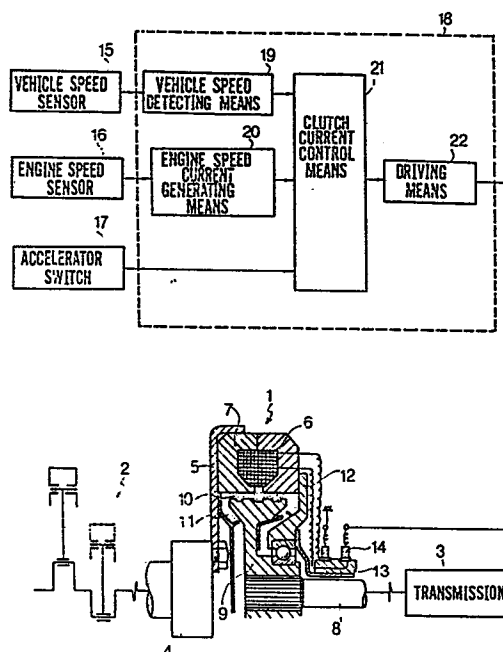 18
15
VEHICLE SPEED
SENSOR
19
VEHICLE SPEED
DETECTING MEANS
21
CLUTCH
CURRENT
CONTROL
MEANS
16
ENGINE SPEED
SENSOR
20
ENGINE SPEED
CURRENT
GENERATING
MEANS
22
DRIVING
MEANS
17
ACCELERATOR
SWITCH
1
7
6
5
2
12
10
11
14
13
3
TRANSMISSION
9
8
4